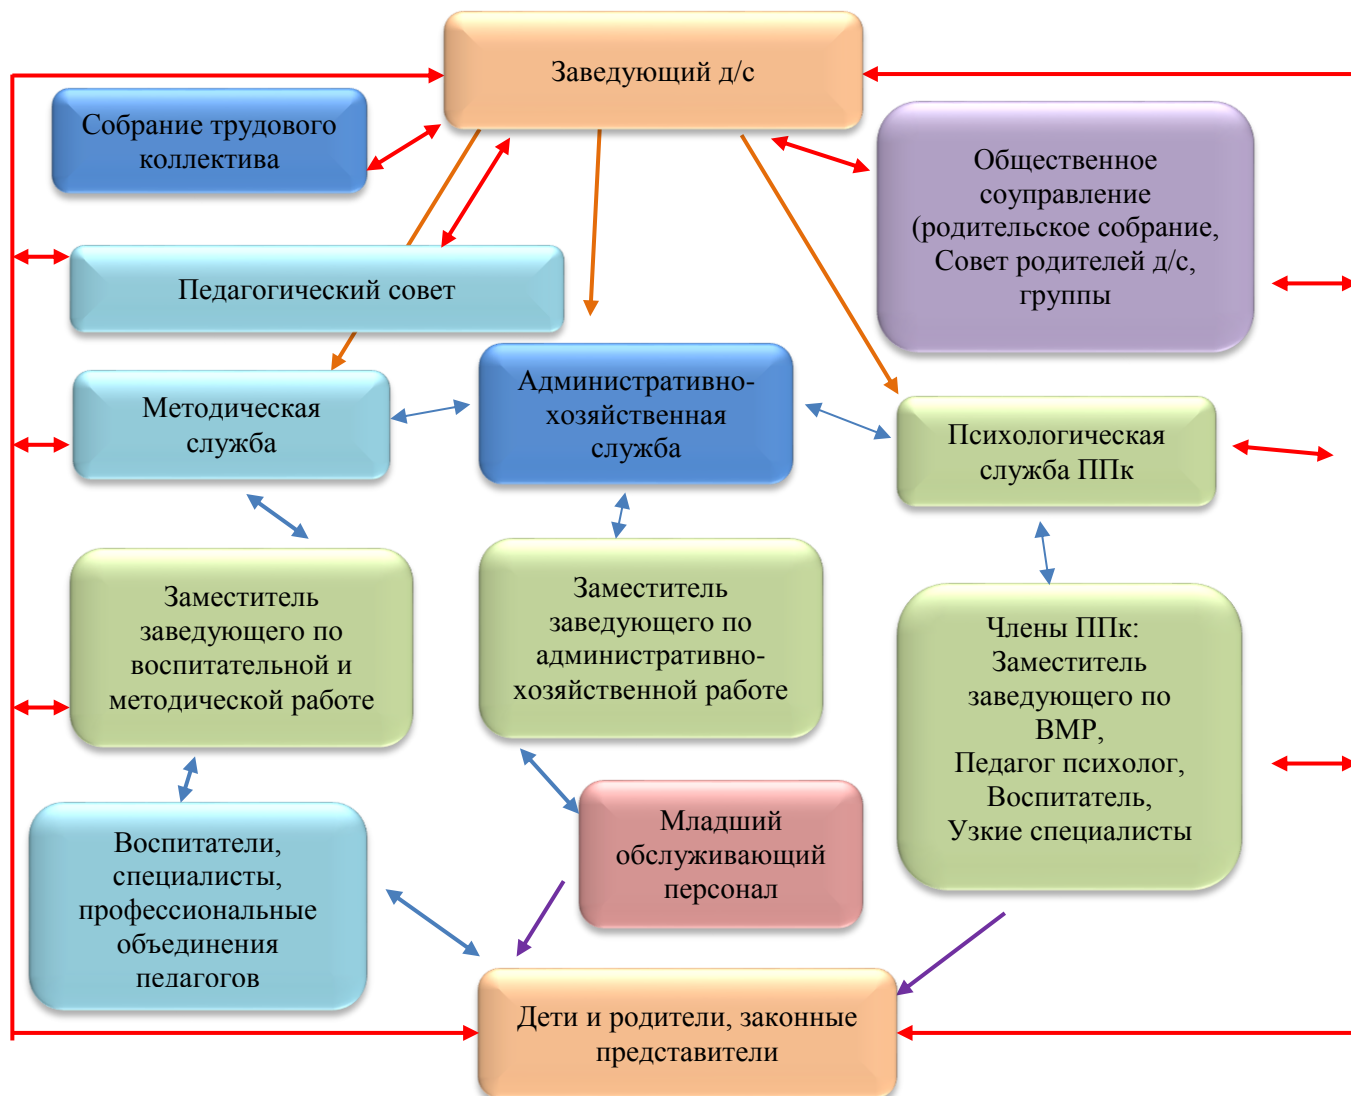 Заведующий д/с
Собрание трудового
коллектива
Общественное
соуправление
(родительское собрание,
Совет родителей д/с,
группы
Педагогический совет
Методическая
служба
Административно-
хозяйственная
служба
Психологическая
служба ППк
Заместитель
заведующего по
воспитательной и
методической работе
Заместитель
заведующего по
административно-
хозяйственной работе
Члены ППк:
Заместитель
заведующего по
ВМР,
Педагог психолог,
Воспитатель,
Узкие специалисты
Воспитатели,
специалисты,
профессиональные
объединения
педагогов
Младший
обслуживающий
персонал
Дети и родители, законные
представители